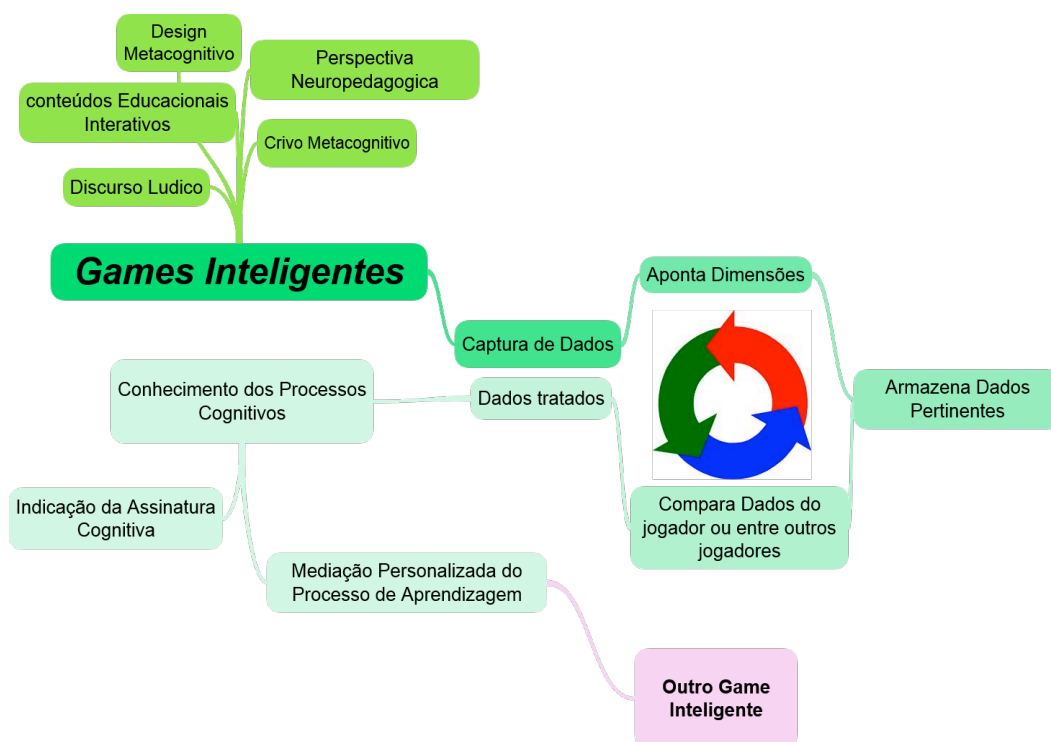 Design
Metacognitivo
Perspectiva
Neuropedagogica
conteúdos Educacionais
Interativos
Crivo Metacognitivo
Discurso Ludico
Games Inteligentes
Aponta Dimensões
Captura de Dados
Armazena Dados
Pertinentes
Conhecimento dos Processos
Cognitivos
Dados tratados
Compara Dados do
jogador ou entre outros
jogadores
Indicação da Assinatura
Cognitiva
Mediação Personalizada do
Processo de Aprendizagem
Outro Game
Inteligente